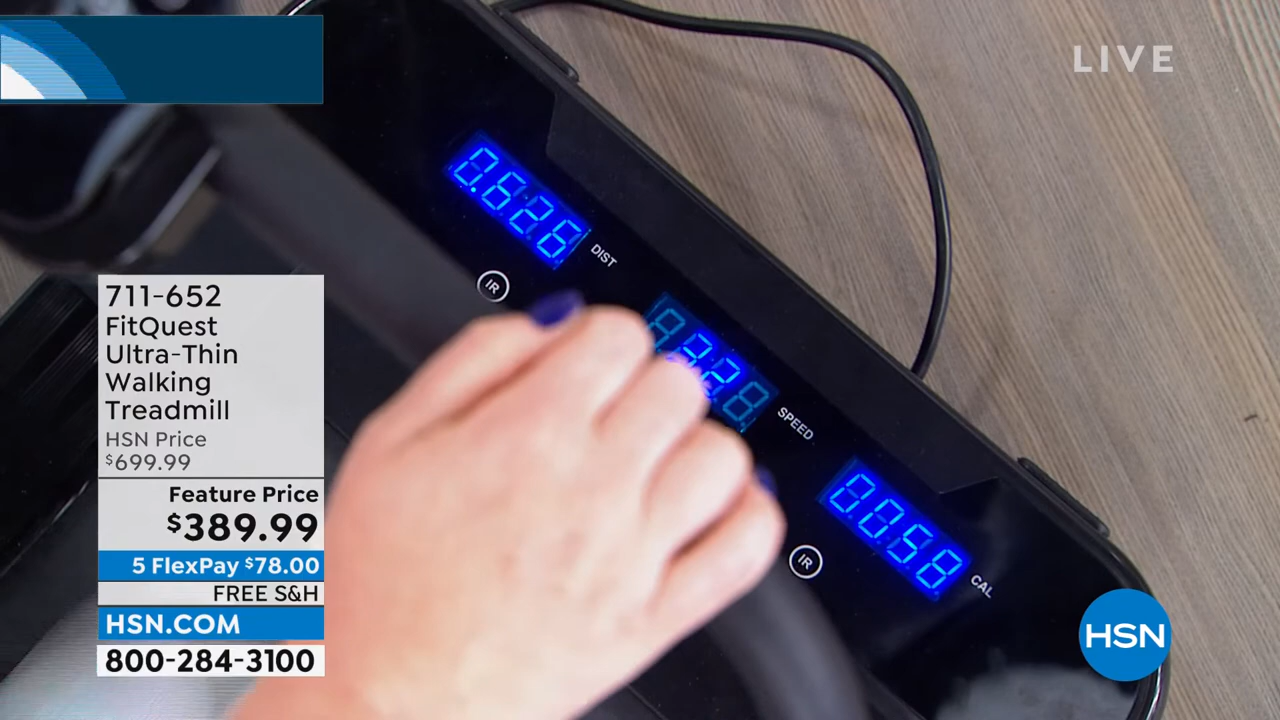 LIVE
0.626
DIST
IR
SPEED
0058
CAL
IR
711-652
FitQuest
Ultra-Thin
Walking
Treadmill
HSN Price
$699.99
Feature Price
$389.99
5 FlexPay $78.00
FREE S&H
HSN.COM
800-284-3100
HSN